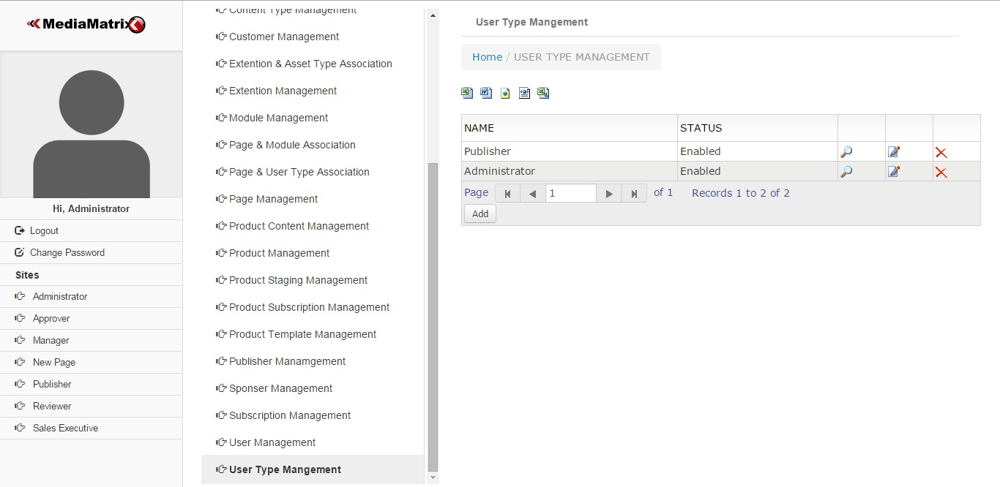 MediaMatrix
Hi, Administrator
Logout
Change Password
Sites
Administrator
Approver
Manager
New Page
Publisher
Reviewer
Sales Executive
Content Type Management
Customer Management
Extention & Asset Type Association
Extention Management
Module Management
Page & Module Association
Page & User Type Association
Page Management
Product Content Management
Product Management
Product Staging Management
Product Subscription Management
Product Template Management
Publisher Manamgement
Sponser Management
Subscription Management
User Management
User Type Mangement
User Type Mangement
Home / USER TYPE MANAGEMENT
NAME STATUS
Publisher Enabled
Administrator Enabled
Page 1 of 1 Records 1 to 2 of 2
Add